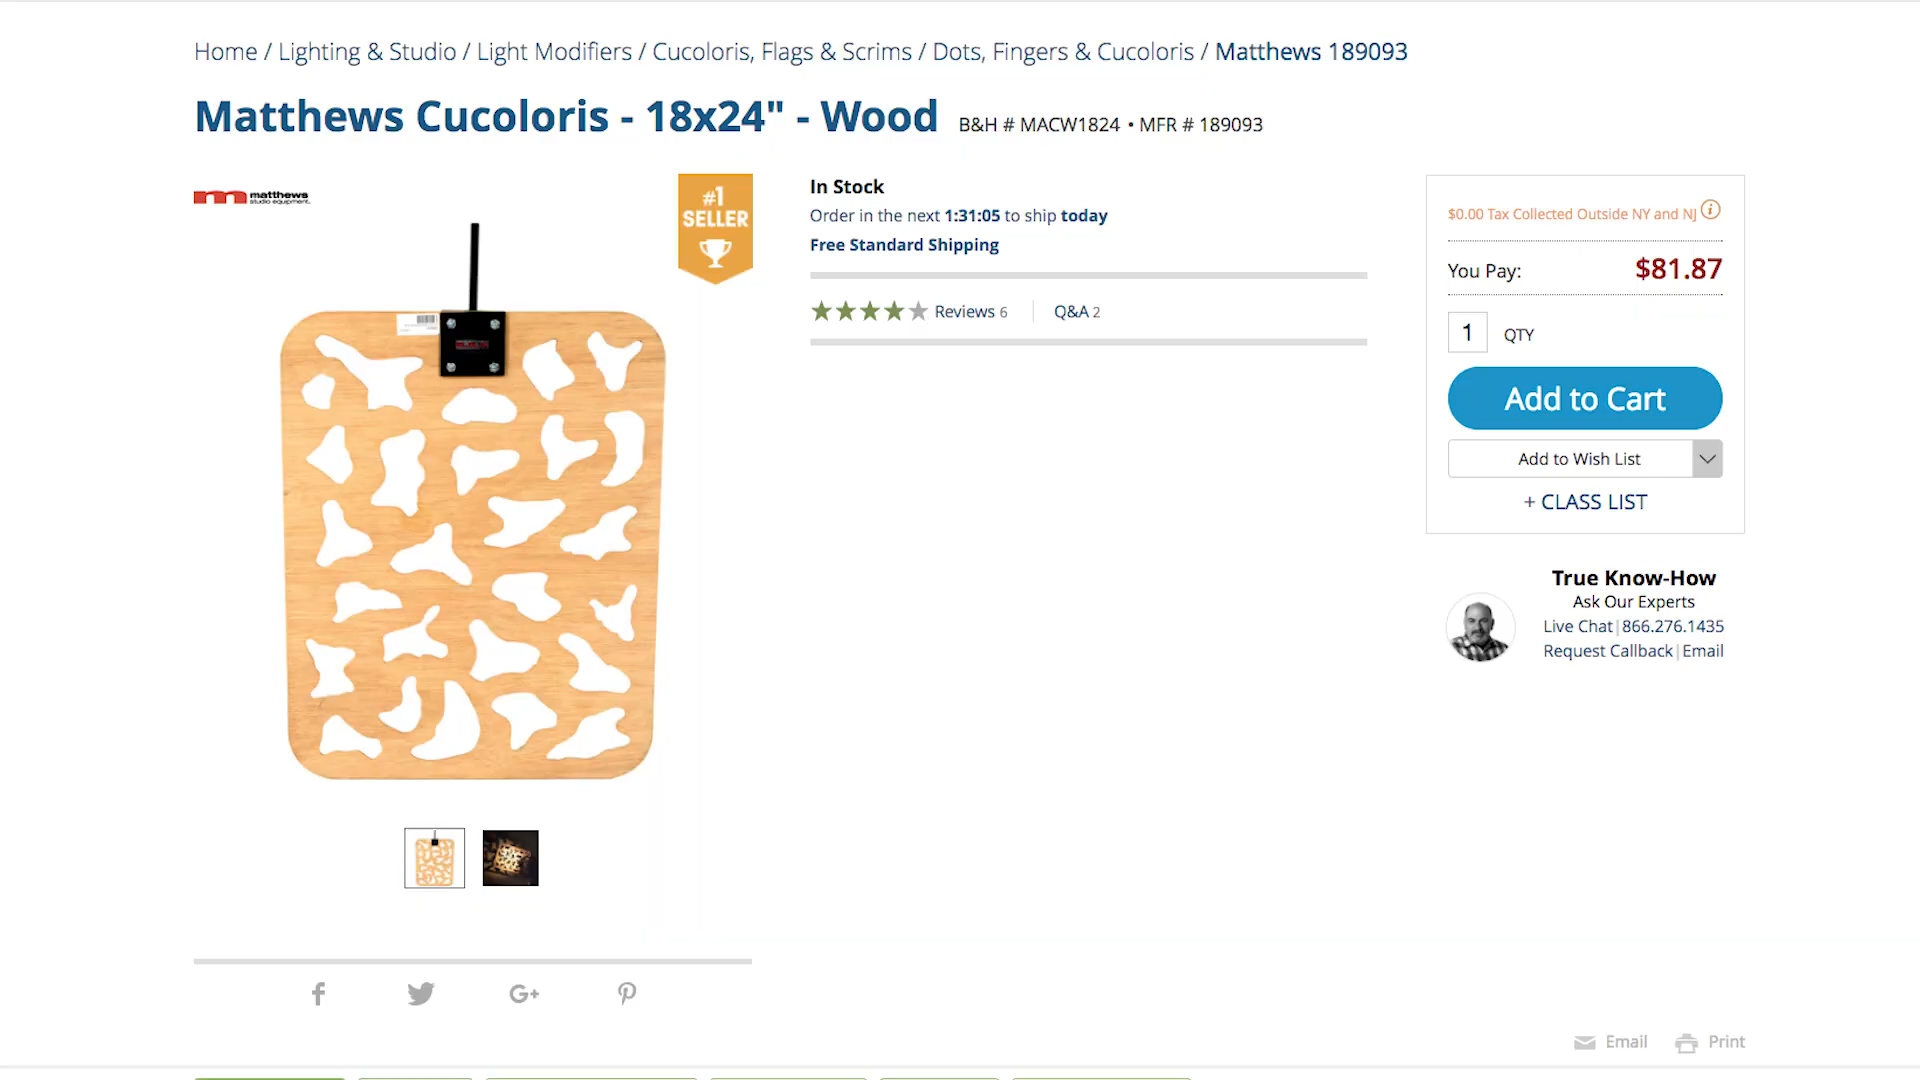 Home / Lighting & Studio / Light Modifiers / Cucoloris, Flags & Scrims / Dots, Fingers & Cucoloris / Matthews 189093
Matthews Cucoloris - 18x24" - Wood B&H # MACW1824 • MFR # 189093
matthews
studio equipment.
#1
SELLER
In Stock
Order in the next 1:31:05 to ship today
Free Standard Shipping
Reviews 6
Q&A 2
$0.00 Tax Collected Outside NY and NJ
You Pay: $81.87
1 QTY
Add to Cart
Add to Wish List
+ CLASS LIST
True Know-How
Ask Our Experts
Live Chat|866.276.1435
Request Callback|Email
G+
Email
Print